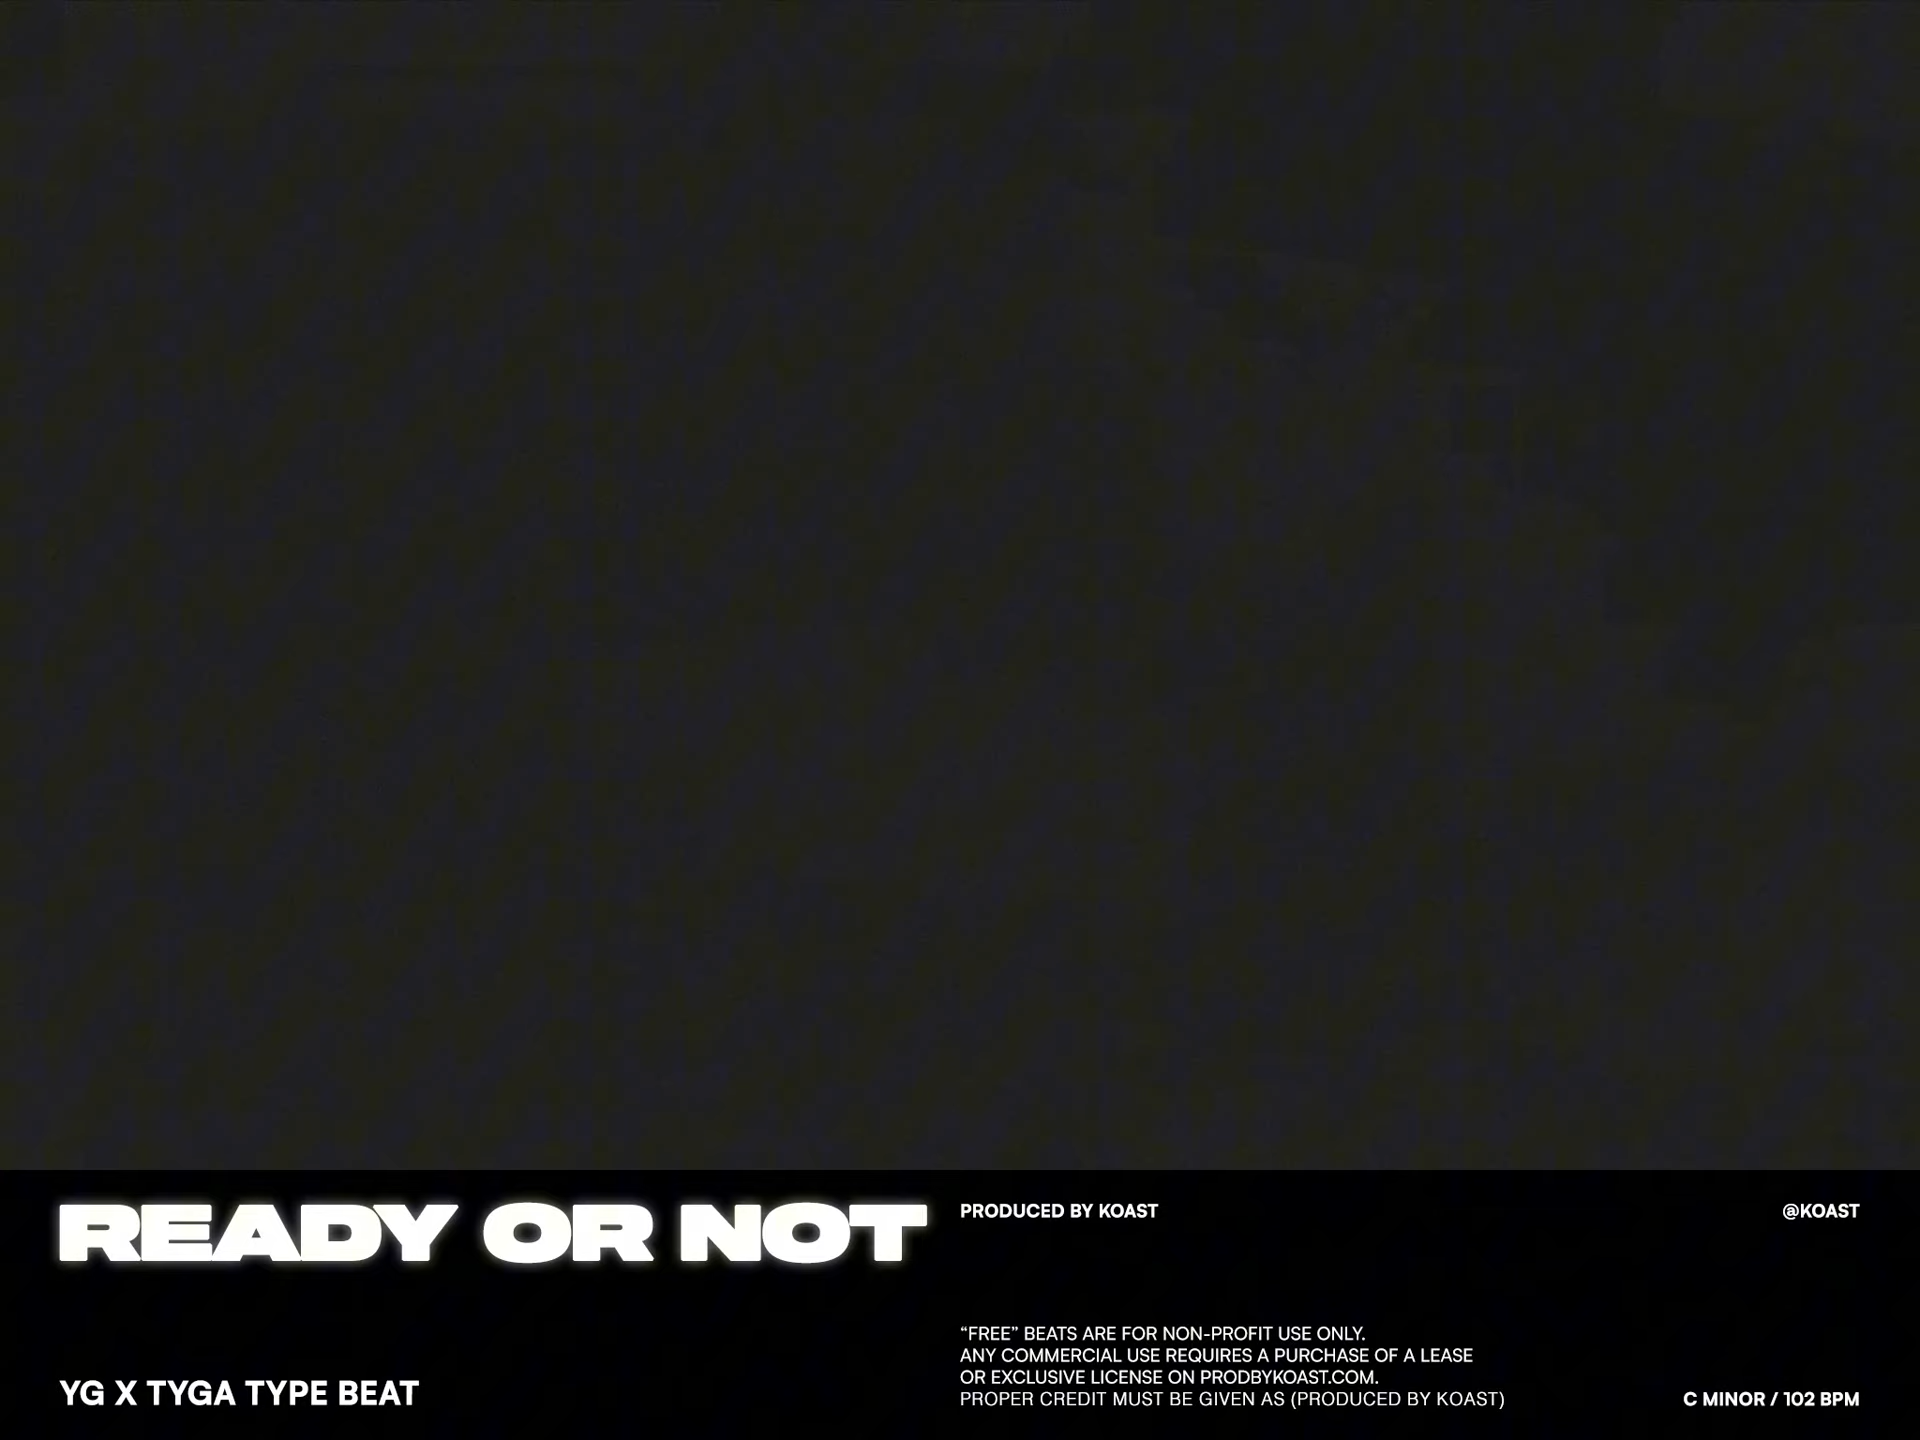 READY OR NOT
PRODUCED BY KOAST
@KOAST
“FREE” BEATS ARE FOR NON-PROFIT USE ONLY.
ANY COMMERCIAL USE REQUIRES A PURCHASE OF A LEASE
OR EXCLUSIVE LICENSE ON PRODBYKOAST.COM.
PROPER CREDIT MUST BE GIVEN AS (PRODUCED BY KOAST)
YG X TYGA TYPE BEAT
C MINOR / 102 BPM